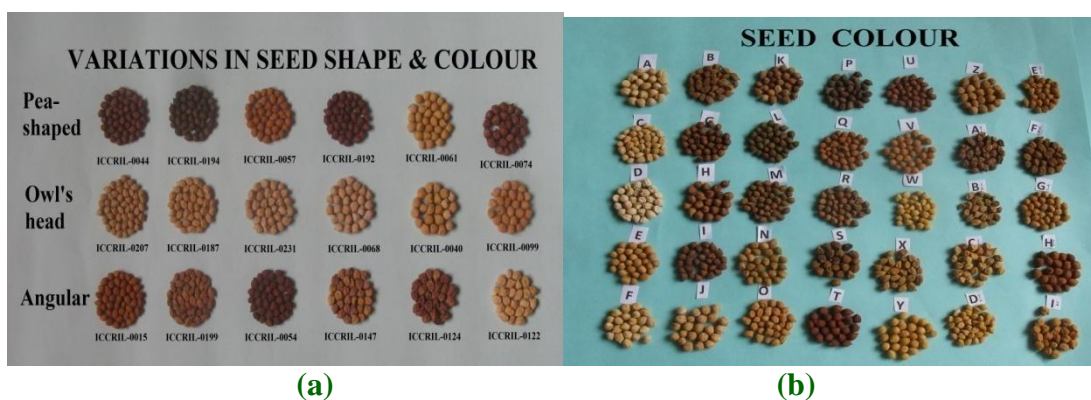 VARIATIONS IN SEED SHAPE & COLOUR
Pea-
shaped
ICCRIL-0044 ICCRIL-0194 ICCRIL-0057 ICCRIL-0192 ICCRIL-0061 ICCRIL-0074
Owl's
head
ICCRIL-0207 ICCRIL-0187 ICCRIL-0231 ICCRIL-0068 ICCRIL-0040 ICCRIL-0099
Angular
ICCRIL-0015 ICCRIL-0199 ICCRIL-0054 ICCRIL-0147 ICCRIL-0124 ICCRIL-0122
(a)
SEED COLOUR
A B K P U Z E
C G L Q V A F
D H M R W B G
E I N S X C H
F J O T Y D I
(b)